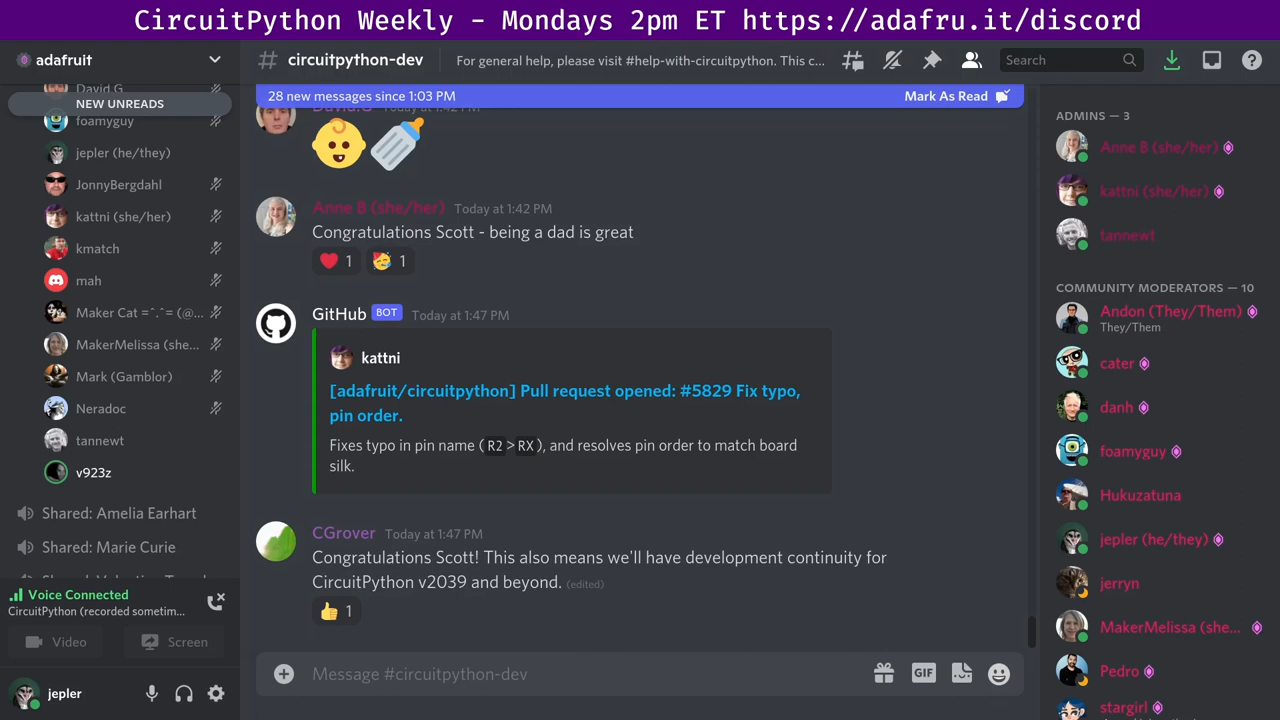 CircuitPython Weekly - Mondays 2pm ET https://adafru.it/discord
adafruit
David G
NEW UNREADS
foamyguy
jepler (he/they)
JonnyBergdahl
kattni (she/her)
kmatch
mah
Maker Cat =^.^= (@...
MakerMelissa (she...
Mark (Gamblor)
Neradoc
tannewt
v923z
Shared: Amelia Earhart
Shared: Marie Curie
Voice Connected
CircuitPython (recorded sometim...
Video
Screen
jepler
circuitpython-dev
For general help, please visit #help-with-circuitpython. This c...
Search
28 new messages since 1:03 PM
Mark As Read
Today at 1:42 PM
Anne B (she/her) Today at 1:42 PM
Congratulations Scott - being a dad is great
1
1
GitHub BOT Today at 1:47 PM
kattni
[adafruit/circuitpython] Pull request opened: #5829 Fix typo,
pin order.
Fixes typo in pin name (R2>RX), and resolves pin order to match board
silk.
CGrover Today at 1:47 PM
Congratulations Scott! This also means we'll have development continuity for
CircuitPython v2039 and beyond. (edited)
1
Message #circuitpython-dev
GIF
ADMINS — 3
Anne B (she/her)
kattni (she/her)
tannewt
COMMUNITY MODERATORS — 10
Andon (They/Them)
They/Them
cater
danh
foamyguy
Hukuzatuna
jepler (he/they)
jerryn
MakerMelissa (she...
Pedro
stargirl